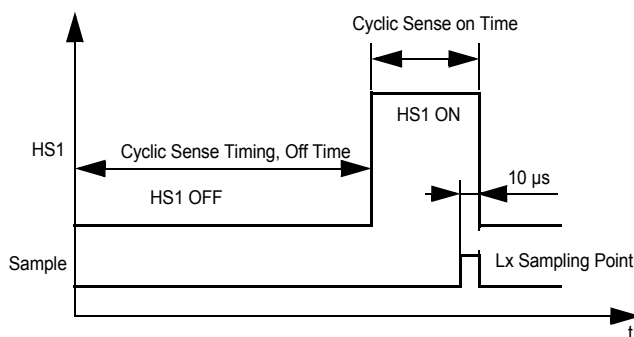 Cyclic Sense on Time
HS1 ON
HS1
Cyclic Sense Timing, Off Time
10 µs
HS1 OFF
Sample
Lx Sampling Point
t